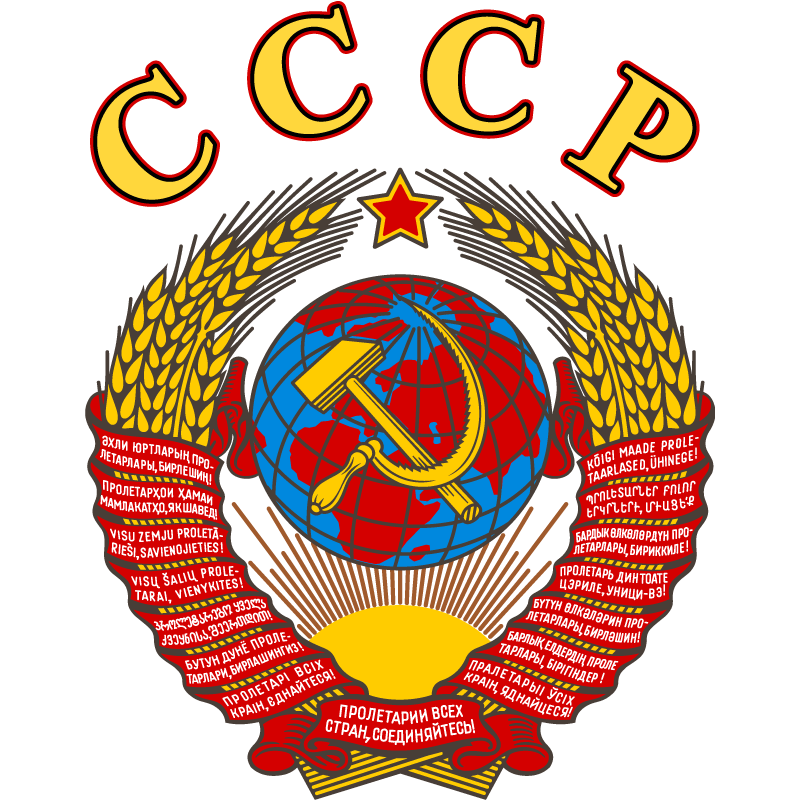 СССР
ӘХЛИ ЮРТЛАРЫҢ ПРО-
ЛЕТАРЛАРЫ, БИРЛЕШИҢ!
ПРОЛЕТАРҲОИ ҲАМАИ
МАМЛАКАТҲО, ЯК ШАВЕД!
VISU ZEMJU PROLETĀ-
RIEŠI, SAVIENOJIETIES!
VISŲ ŠALIŲ PROLE-
TARAI, VIENYKITES!
ᲞᲠᲝᲚᲔᲢᲐᲠᲔᲑᲝ ᲧᲕᲔᲚᲐ
ᲥᲕᲔᲧᲜᲘᲡᲐ, ᲨᲔᲔᲠᲗᲓᲘᲗ!
БУТУН ДУНЁ ПРОЛЕ-
ТАРЛАРИ, БИРЛАШИНГИЗ!
ПРОЛЕТАРІ ВСІХ
КРАЇН, ЄДНАЙТЕСЯ!
ПРОЛЕТАРИИ ВСЕХ
СТРАН, СОЕДИНЯЙТЕСЬ!
KÕIGI MAADE PROLE-
TAARLASED, ÜHINEGE!
ՊՐՈԼԵՏԱՐՆԵՐ ԲՈԼՈՐ
ԵՐԿՐՆԵՐԻ, ՄԻԱՑԵՔ
БАРДЫК ӨЛКӨЛӨРДҮН ПРО-
ЛЕТАРЛАРЫ, БИРИККИЛЕ!
ПРОЛЕТАРЬ ДИН ТОАТЕ
ЦЭРИЛЕ, УНИЦИ-ВЭ!
БҮТҮН ӨЛКӘЛӘРИН ПРО-
ЛЕТАРЛАРЫ, БИРЛӘШИН!
БАРЛЫҚ ЕЛДЕРДІҢ ПРОЛЕ
ТАРЛАРЫ, БІРІГІҢДЕР!
ПРАЛЕТАРЫІ ЎСІХ
КРАІН, ЯДНАЙЦЕСЯ!